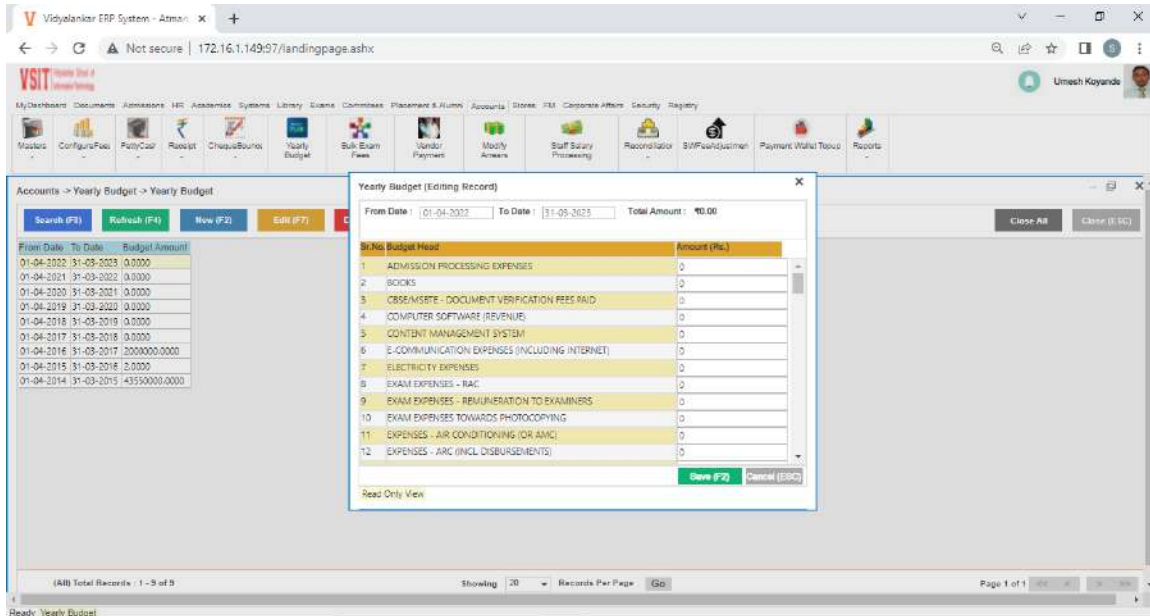 Vidyalankar ERP System - Atman
Not secure | 172.16.1.149:97/landingpage.ashx
VSIT
Umesh Koyande
MyDashboard Documents Admissions HR Academics Systems Library Exams Committees Placement & Alumni Accounts Stores FM Corporate Affairs Security Registry
Masters ConfigureFees PettyCash Receipt ChequeBounce Yearly Budget Bulk Exam Fees Vendor Payment Modify Arrears Staff Salary Processing Reconciliation SWFeeAdjustmen Payment Wallet Topup Reports
Accounts -> Yearly Budget -> Yearly Budget
Search (F3) Refresh (F4) New (F2) Edit (F7) Close All Close (ESC)
From Date To Date Budget Amount
01-04-2022 31-03-2023 0.0000
01-04-2021 31-03-2022 0.0000
01-04-2020 31-03-2021 0.0000
01-04-2019 31-03-2020 0.0000
01-04-2018 31-03-2019 0.0000
01-04-2017 31-03-2018 0.0000
01-04-2016 31-03-2017 2000000.0000
01-04-2015 31-03-2016 2.0000
01-04-2014 31-03-2015 43550000.0000
Yearly Budget (Editing Record)
From Date : 01-04-2022 To Date : 31-03-2023 Total Amount : ₹0.00
Sr.No. Budget Head Amount (Rs.)
1 ADMISSION PROCESSING EXPENSES 0
2 BOOKS 0
3 CBSE/MSBTE - DOCUMENT VERIFICATION FEES PAID 0
4 COMPUTER SOFTWARE (REVENUE) 0
5 CONTENT MANAGEMENT SYSTEM 0
6 E-COMMUNICATION EXPENSES (INCLUDING INTERNET) 0
7 ELECTRICITY EXPENSES 0
8 EXAM EXPENSES - RAC 0
9 EXAM EXPENSES - REMUNERATION TO EXAMINERS 0
10 EXAM EXPENSES TOWARDS PHOTOCOPYING 0
11 EXPENSES - AIR CONDITIONING (OR AMC) 0
12 EXPENSES - ARC (INCL DISBURSEMENTS) 0
Save (F2) Cancel (ESC)
Read Only View
(All) Total Records : 1 - 9 of 9 Showing 20 Records Per Page Go Page 1 of 1
Ready Yearly Budget